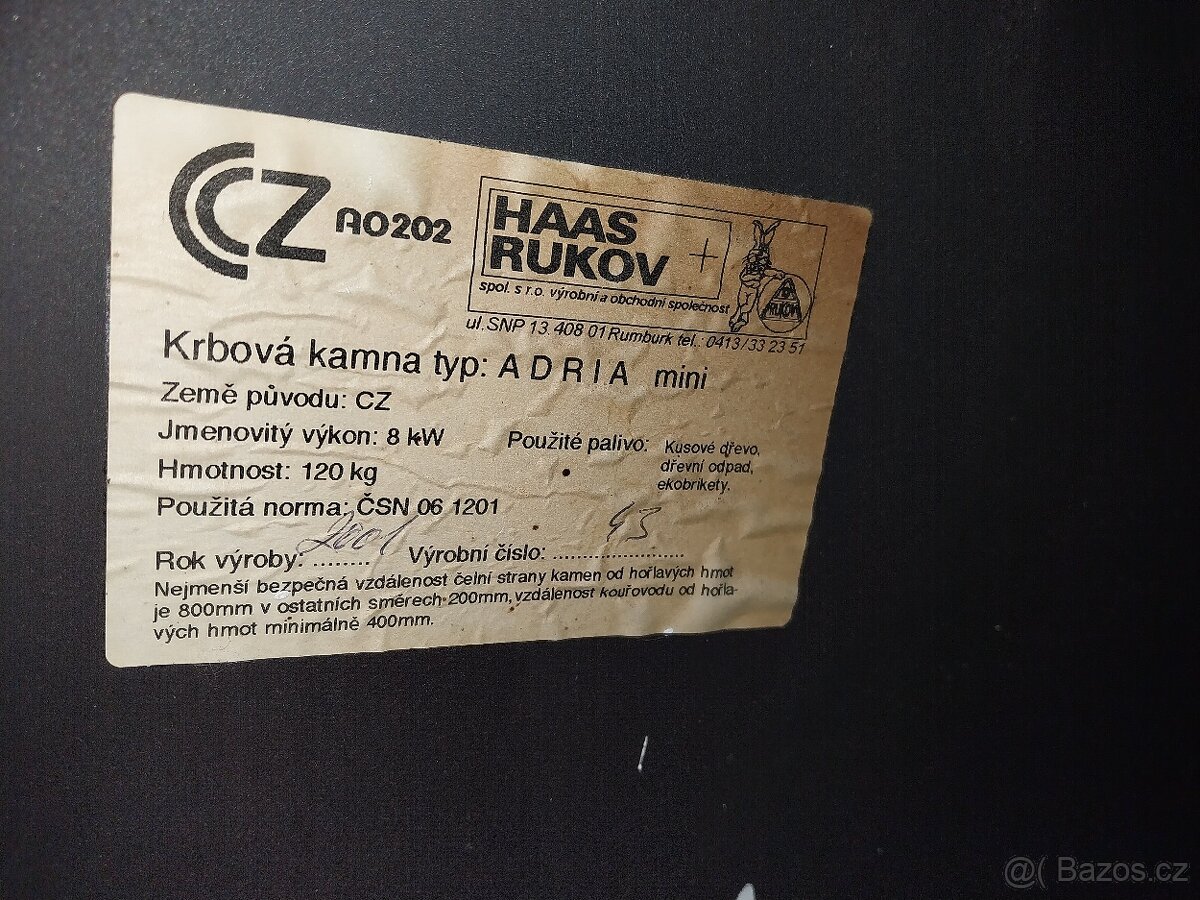 CCZ AO202
HAAS
RUKOV +
spol. s r.o. výrobní a obchodní společnost
RUKOV
ul. SNP 13. 408 01 Rumburk tel.: 0413/33 23 51
Krbová kamna typ: ADRIA mini
Země původu: CZ
Jmenovitý výkon: 8 kW
Použité palivo: Kusové dřevo,
dřevní odpad,
ekobrikety.
Hmotnost: 120 kg
Použitá norma: ČSN 06 1201
Rok výroby: 2001 Výrobní číslo: 43
Nejmenší bezpečná vzdálenost čelní strany kamen od hořlavých hmot
je 800mm v ostatních směrech 200mm, vzdálenost kouřovodu od hořla-
vých hmot minimálně 400mm.
@( Bazos.cz